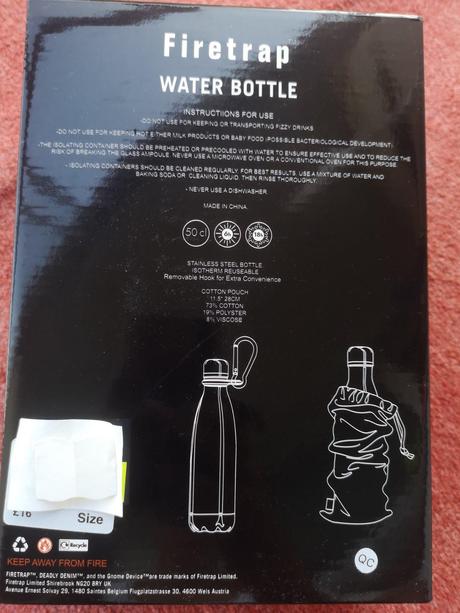 Firetrap
WATER BOTTLE
INSTRUCTIIONS FOR USE
-DO NOT USE FOR KEEPING OR TRANSPORTING FIZZY DRINKS
-DO NOT USE FOR KEEPING HOT EITHER MILK PRODUCTS OR BABY FOOD (POSSIBLE BACTERIOLOGICAL DEVELOPMENT)
-THE ISOLATING CONTAINER SHOULD BE PREHEATED OR PRECOOLED WITH WATER TO ENSURE EFFECTIVE USE AND TO REDUCE THE
RISK OF BREAKING THE GLASS AMPOULE. NEVER USE A MICROWAVE OVEN OR A CONVENTIONAL OVEN FOR THIS PURPOSE.
- ISOLATING CONTAINERS SHOULD BE CLEANED REGULARLY. FOR BEST RESULTS, USE A MIXTURE OF WATER AND
BAKING SODA OR CLEANING LIQUID. THEN RINSE THOROUGHLY.
- NEVER USE A DISHWASHER
MADE IN CHINA
50 cl 6h 18h
STAINLESS STEEL BOTTLE
ISOTHERM REUSEABLE
Removable Hook for Extra Convenience
COTTON POUCH
11.5" 28CM
73% COTTON
19% POLYSTER
8% VISCOSE
£16 Size
Recycle
KEEP AWAY FROM FIRE
QC
FIRETRAP™, DEADLY DENIM™, and the Gnome Device™are trade marks of Firetrap Limited.
Firetrap Limited Shirebrook NG20 8RY UK
Avenue Ernest Solvay 29, 1480 Saintes Belgium Flugplatzstrasse 30, 4600 Wels Austria